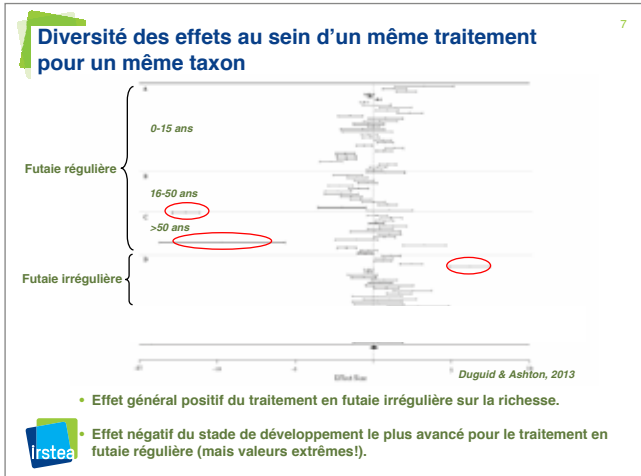 7
Diversité des effets au sein d'un même traitement
pour un même taxon
A
0-15 ans
Futaie régulière
B
16-50 ans
C
>50 ans
D
Futaie irrégulière
Effect Size
Duguid & Ashton, 2013
• Effet général positif du traitement en futaie irrégulière sur la richesse.
• Effet négatif du stade de développement le plus avancé pour le traitement en
futaie régulière (mais valeurs extrêmes!).
irstea